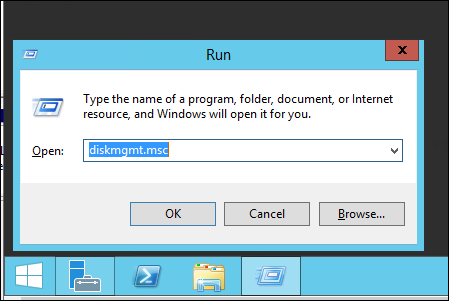 Run
Type the name of a program, folder, document, or Internet
resource, and Windows will open it for you.
Open: diskmgmt.msc
OK Cancel Browse...